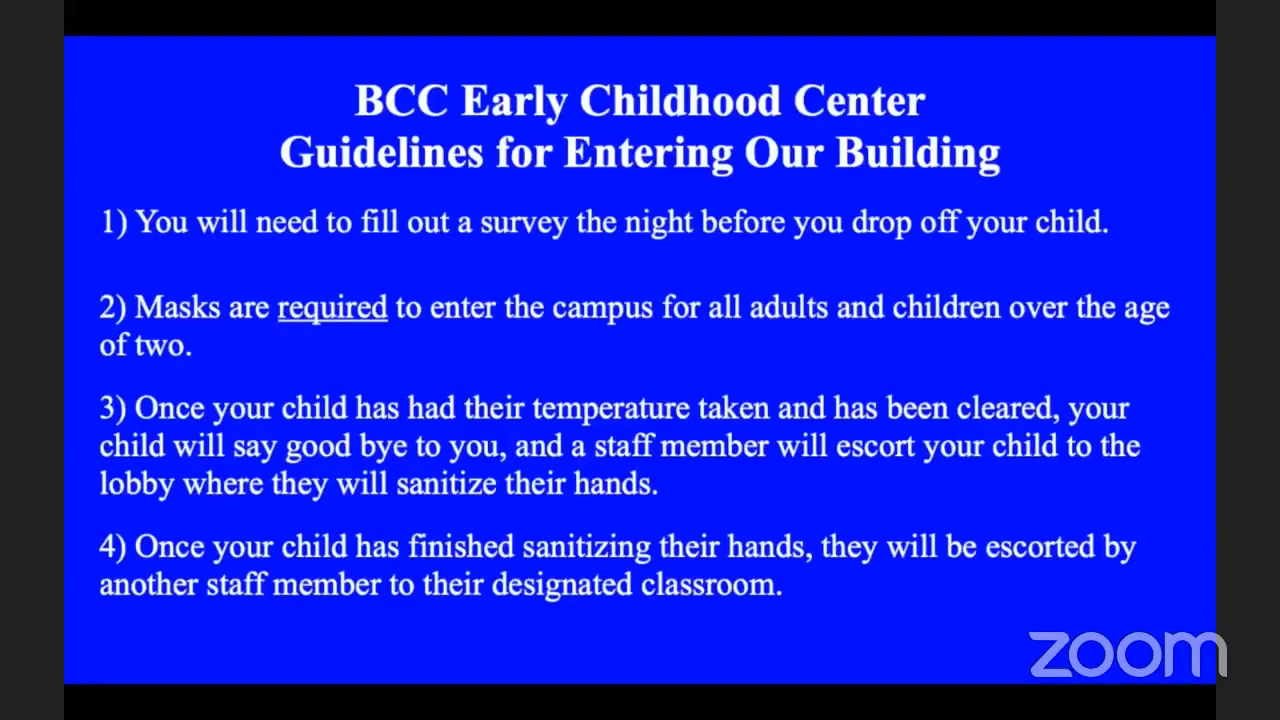 BCC Early Childhood Center
Guidelines for Entering Our Building
1) You will need to fill out a survey the night before you drop off your child.
2) Masks are required to enter the campus for all adults and children over the age
of two.
3) Once your child has had their temperature taken and has been cleared, your
child will say good bye to you, and a staff member will escort your child to the
lobby where they will sanitize their hands.
4) Once your child has finished sanitizing their hands, they will be escorted by
another staff member to their designated classroom.
zoom